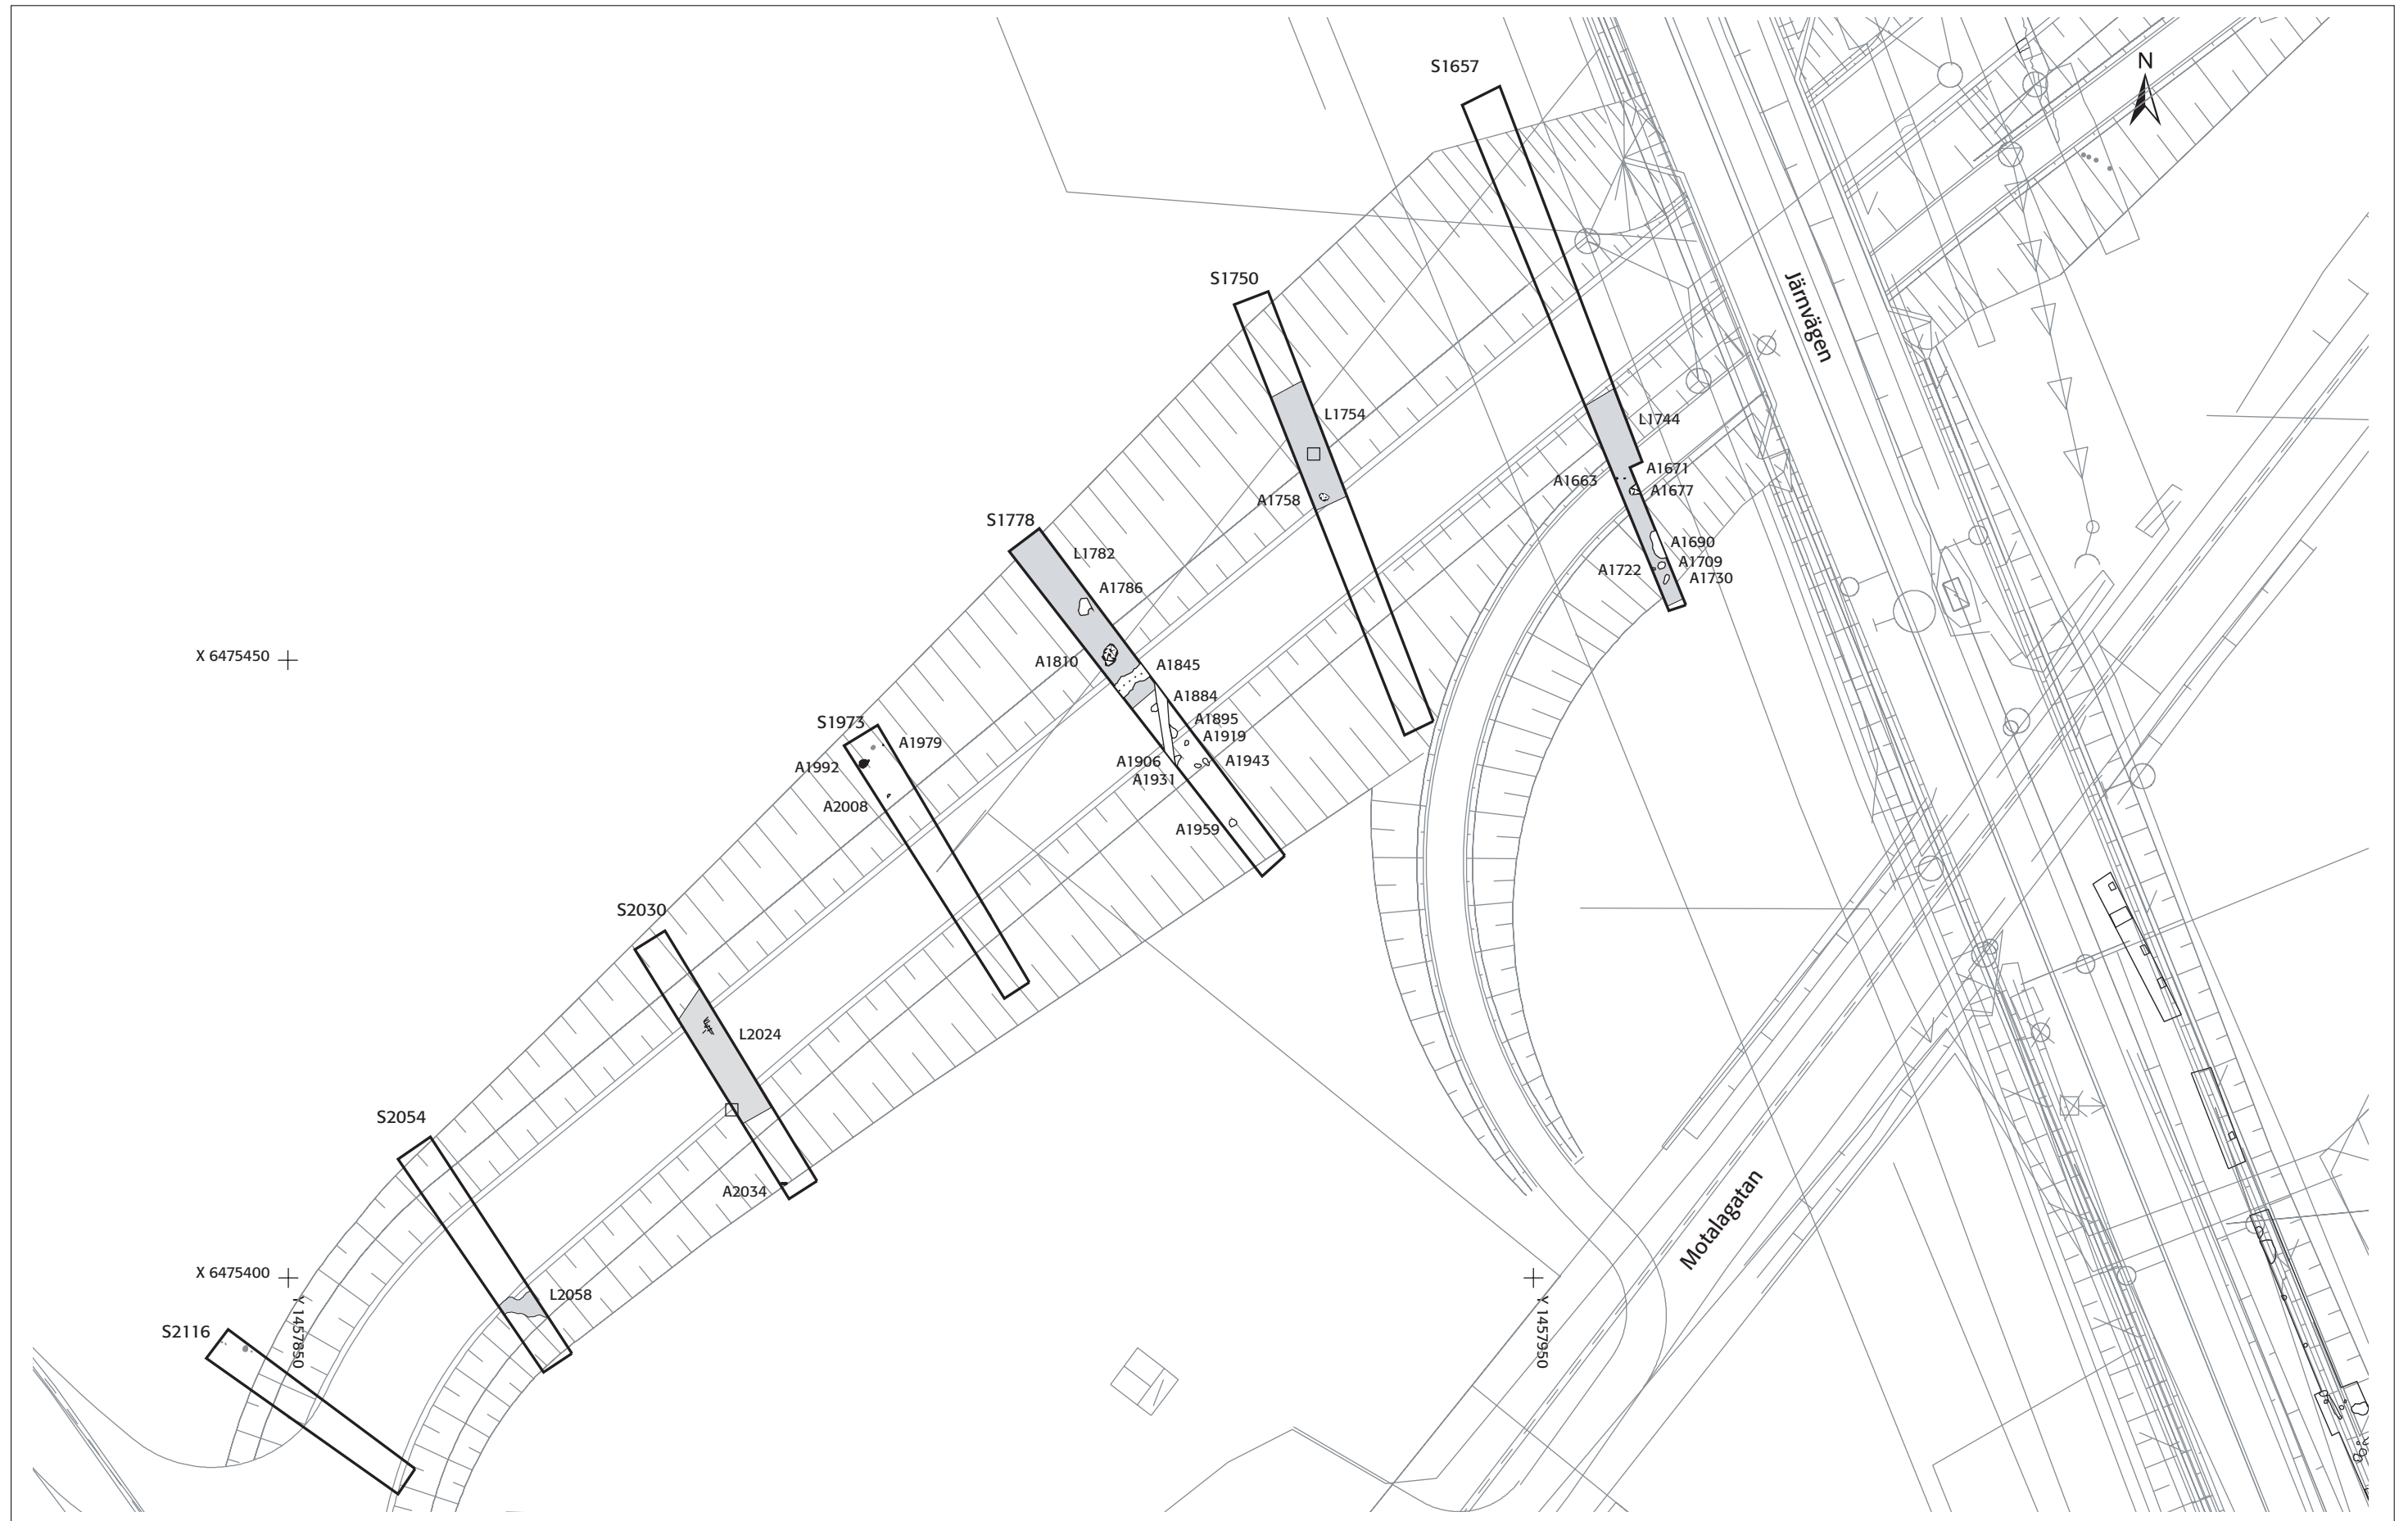 N
S1657
Järnvägen
S1750
L1754
L1744
A1671
A1663
A1677
A1758
S1778
L1782
A1690
A1709
A1722
A1730
A1786
X 6475450
A1810
A1845
A1884
S1973
A1895
A1919
A1979
A1906
A1943
A1992
A1931
A2008
A1959
S2030
L2024
S2054
A2034
Motalagatan
X 6475400
L2058
S2116
Y 1457850
Y 1457950